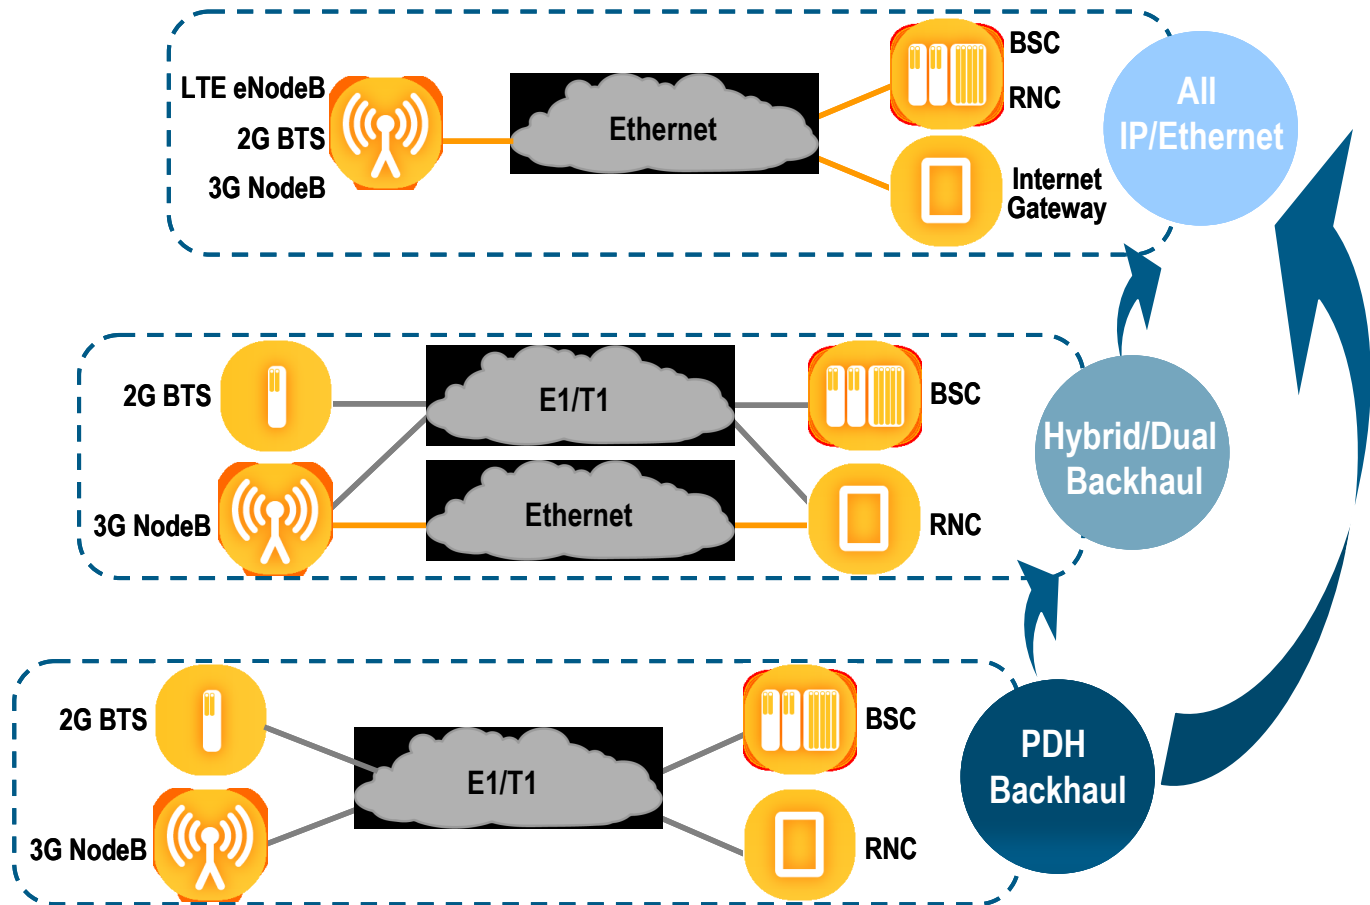 LTE eNodeB
2G BTS
3G NodeB
Ethernet
BSC
RNC
Internet
Gateway
All
IP/Ethernet
2G BTS
3G NodeB
E1/T1
Ethernet
BSC
RNC
Hybrid/Dual
Backhaul
2G BTS
3G NodeB
E1/T1
BSC
RNC
PDH
Backhaul